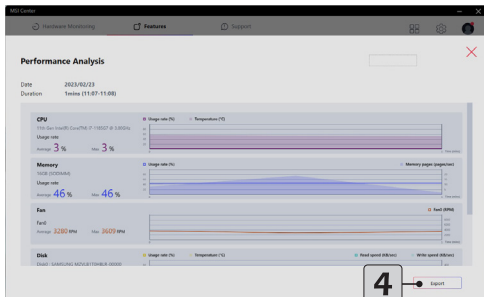 MSI Center
Hardware Monitoring
Features
Support
Performance Analysis
Date 2023/02/23
Duration 1mins (11:07-11:08)
CPU
Usage rate (%) Temperature (°C)
Usage rate
Average 3 % Max 3 %
Memory
Usage rate (%) Memory pages (pages/sec)
Usage rate
Average 46 % Max 46 %
Fan
Fan0 (RPM)
Fan0
Average 3280 RPM Max 3609 RPM
Disk
Usage rate (%) Temperature (°C) Read speed (KB/sec) Write speed (KB/sec)
4
Export